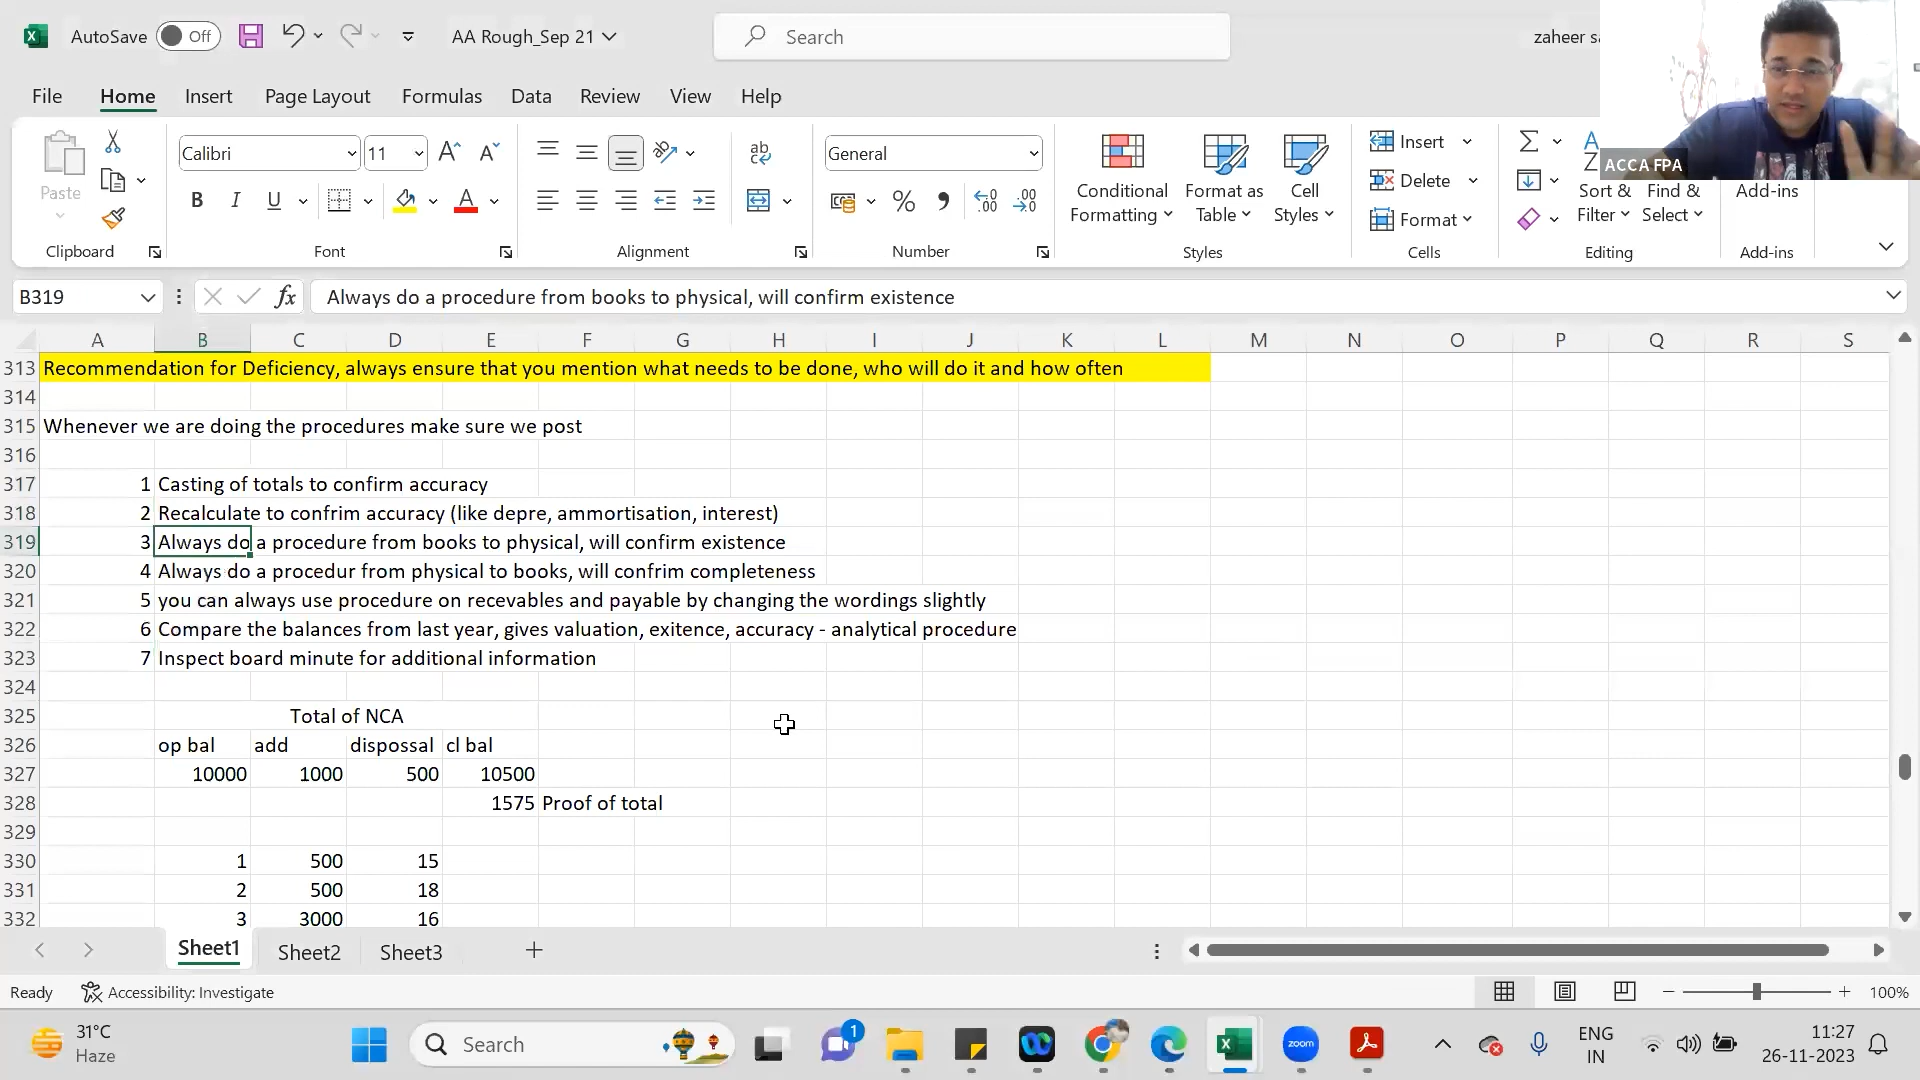 AutoSave Off AA Rough_Sep 21 Search zaheer sa
File Home Insert Page Layout Formulas Data Review View Help
ACCA FPA
Paste
Calibri 11 General
Conditional Formatting
Format as Table
Cell Styles
Insert
Delete
Format
Sort & Filter
Find & Select
Add-ins
Clipboard Font Alignment Number Styles Cells Editing Add-ins
B319 fx Always do a procedure from books to physical, will confirm existence
A B C D E F G H I J K L M N O P Q R S
313 Recommendation for Deficiency, always ensure that you mention what needs to be done, who will do it and how often
314
315 Whenever we are doing the procedures make sure we post
316
317 1 Casting of totals to confirm accuracy
318 2 Recalculate to confrim accuracy (like depre, ammortisation, interest)
319 3 Always do a procedure from books to physical, will confirm existence
320 4 Always do a procedur from physical to books, will confrim completeness
321 5 you can always use procedure on recevables and payable by changing the wordings slightly
322 6 Compare the balances from last year, gives valuation, exitence, accuracy - analytical procedure
323 7 Inspect board minute for additional information
324
325 Total of NCA
326 op bal add dispossal cl bal
327 10000 1000 500 10500
328 1575 Proof of total
329
330 1 500 15
331 2 500 18
332 3 3000 16
Sheet1 Sheet2 Sheet3
Ready Accessibility: Investigate 100%
31°C
Haze
Search
1
zoom
ENG
IN
11:27
26-11-2023